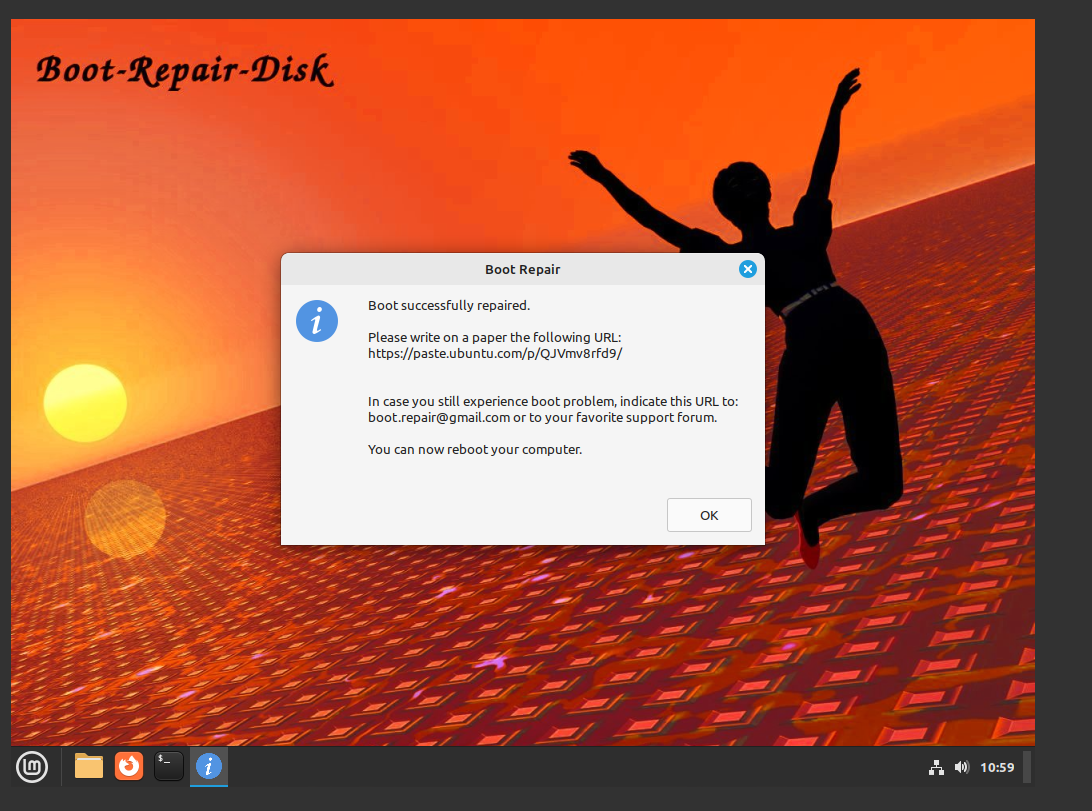 Boot-Repair-Disk
Boot Repair
Boot successfully repaired.
Please write on a paper the following URL:
https://paste.ubuntu.com/p/QJVmv8rfd9/
In case you still experience boot problem, indicate this URL to:
boot.repair@gmail.com or to your favorite support forum.
You can now reboot your computer.
OK
$_
10:59